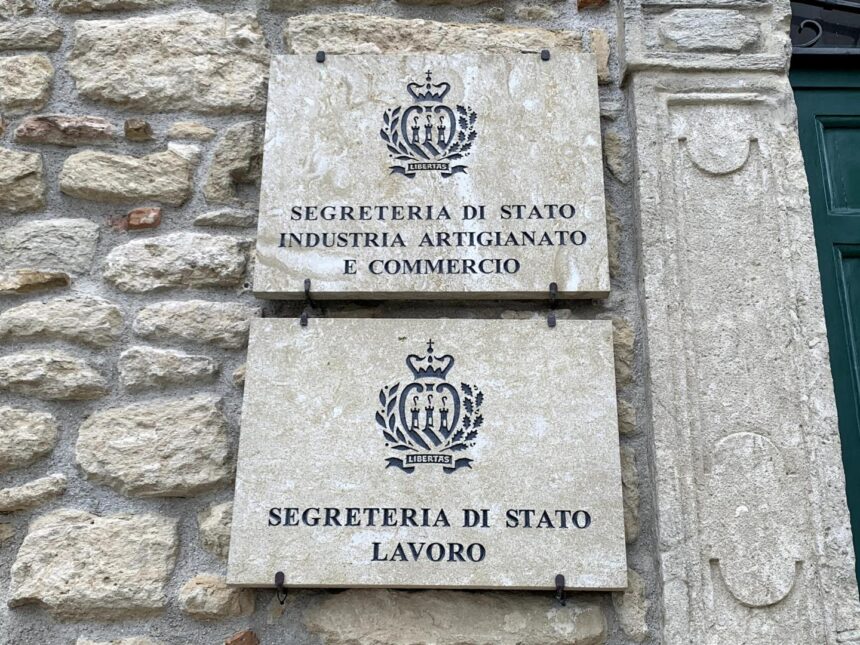 LIBERTAS
SEGRETERIA DI STATO
INDUSTRIA ARTIGIANATO
E COMMERCIO
LIBERTAS
SEGRETERIA DI STATO
LAVORO